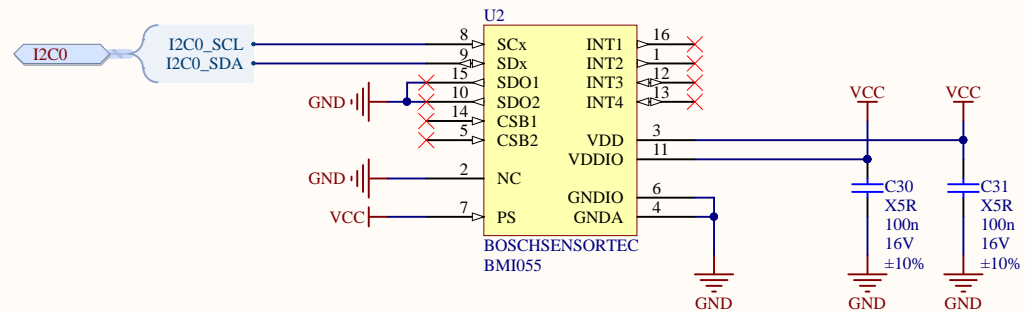 U2
I2C0
I2C0_SCL
I2C0_SDA
8
9
15
10
14
5
2
7
GND
GND
VCC
SCx
SDx
SDO1
SDO2
CSB1
CSB2
NC
PS
INT1
INT2
INT3
INT4
VDD
VDDIO
GNDIO
GNDA
16
1
12
13
3
11
6
4
BOSCHSENSORTEC
BMI055
GND
VCC
VCC
C30
X5R
100n
16V
±10%
GND
C31
X5R
100n
16V
±10%
GND